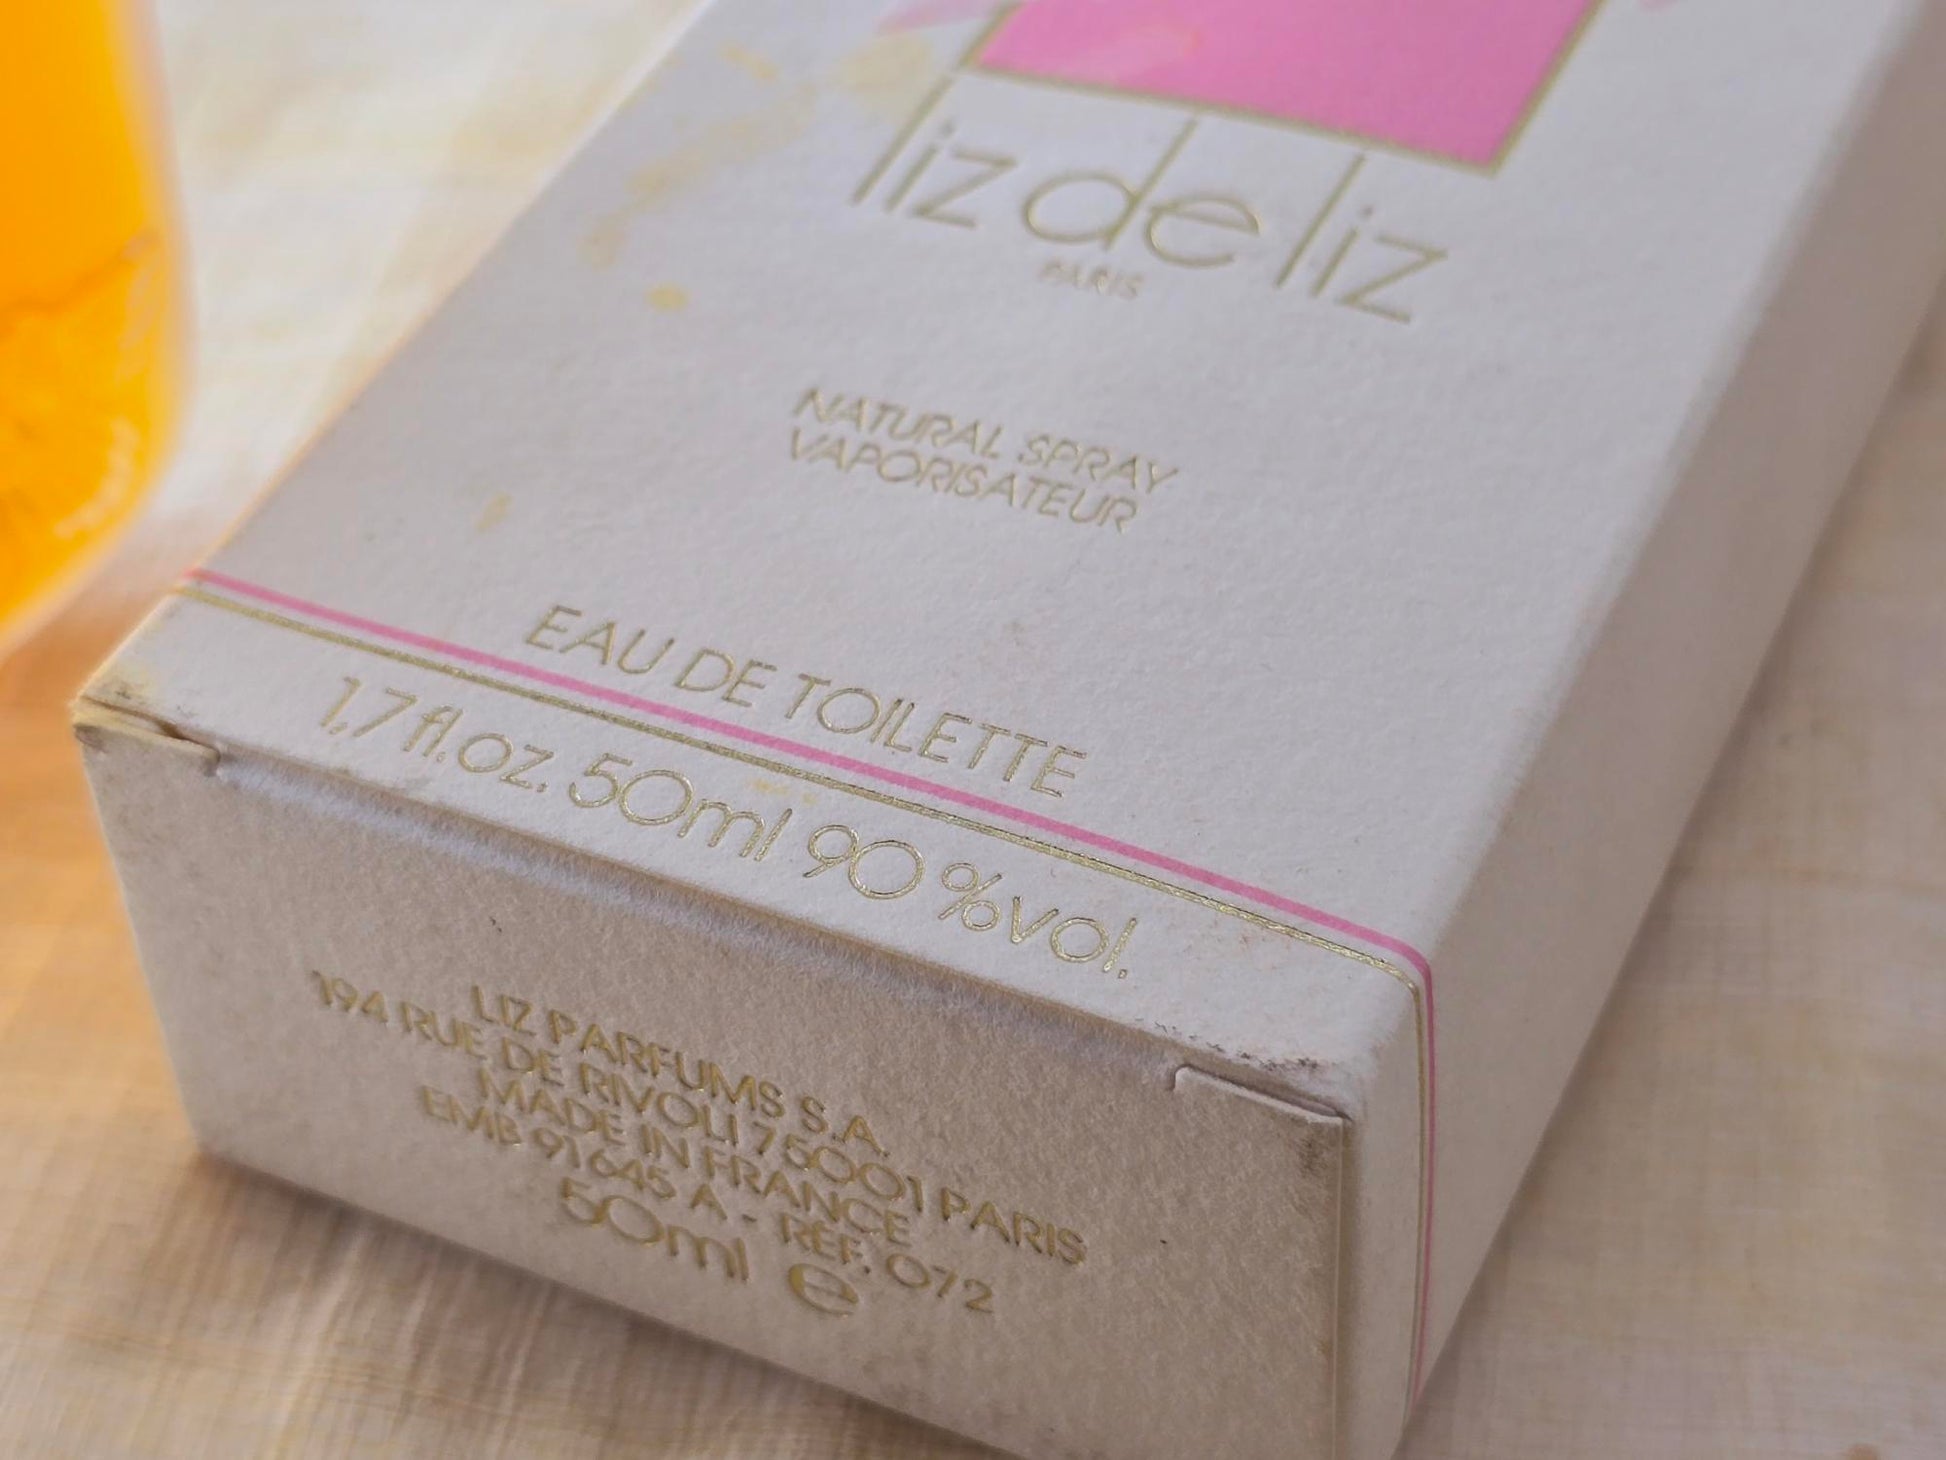 liz de liz
PARIS
NATURAL SPRAY
VAPORISATEUR
EAU DE TOILETTE
1,7 fl.oz. 50ml 90 %vol.
LIZ PARFUMS S.A.
194 RUE DE RIVOLI 75001 PARIS
MADE IN FRANCE
EMB 91645 A - RÉF. 072
50ml ℮